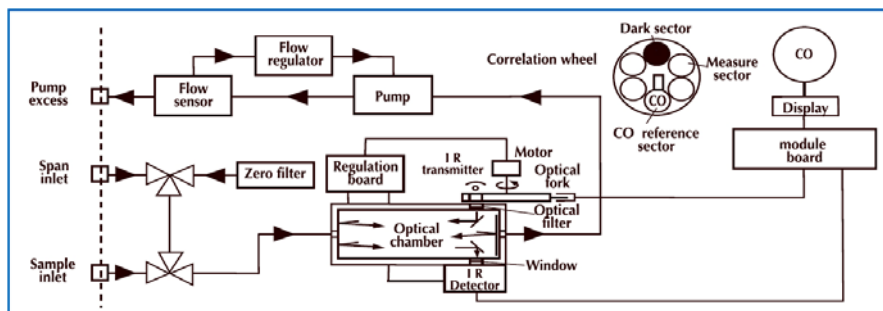 Dark sector
CO
Flow
regulator
Correlation wheel
Measure
sector
Pump
excess
Flow
sensor
Pump
CO
Display
CO reference
sector
module
board
Span
inlet
Zero filter
Regulation
board
I R
transmitter
Motor
Optical
fork
Optical
filter
Optical
chamber
Sample
inlet
Window
I R
Detector